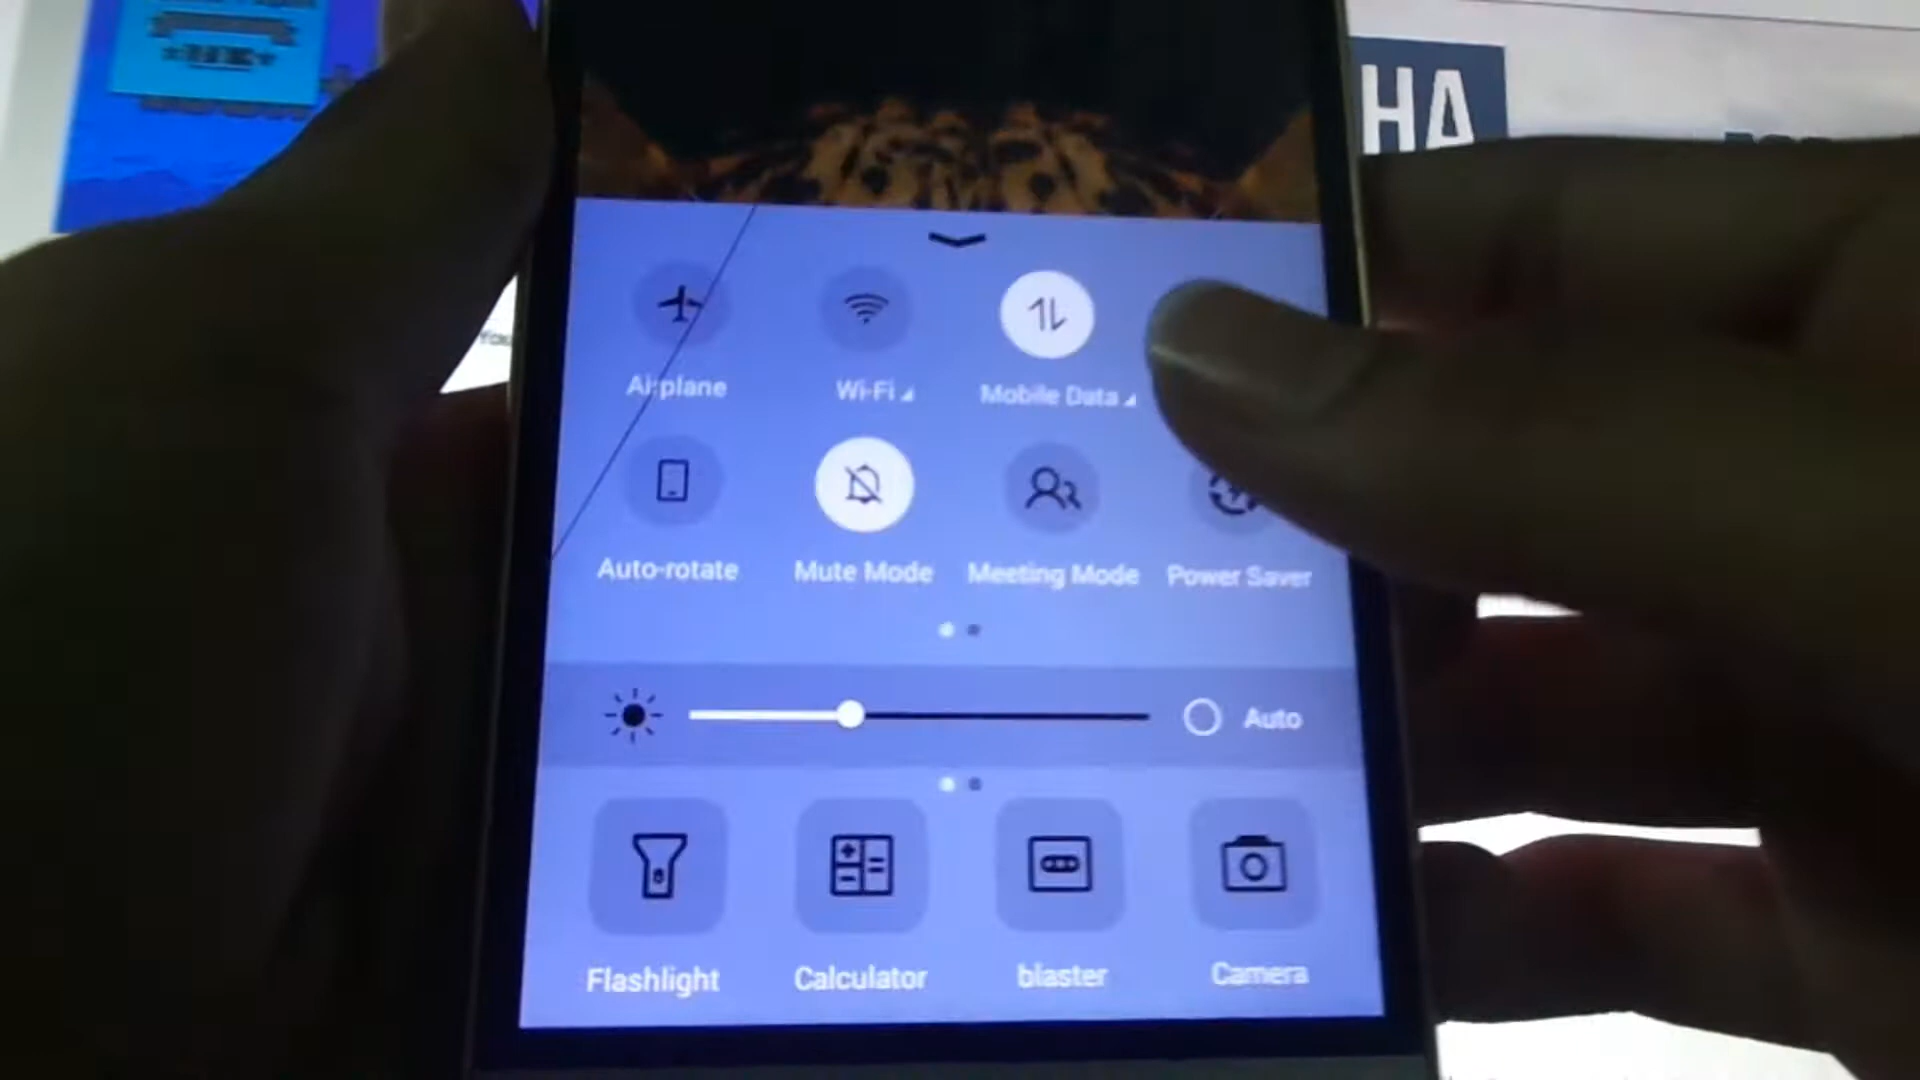 HA
Airplane
Wi-Fi
Mobile Data
Auto-rotate
Mute Mode
Meeting Mode
Power Saver
Auto
Flashlight
Calculator
blaster
Camera